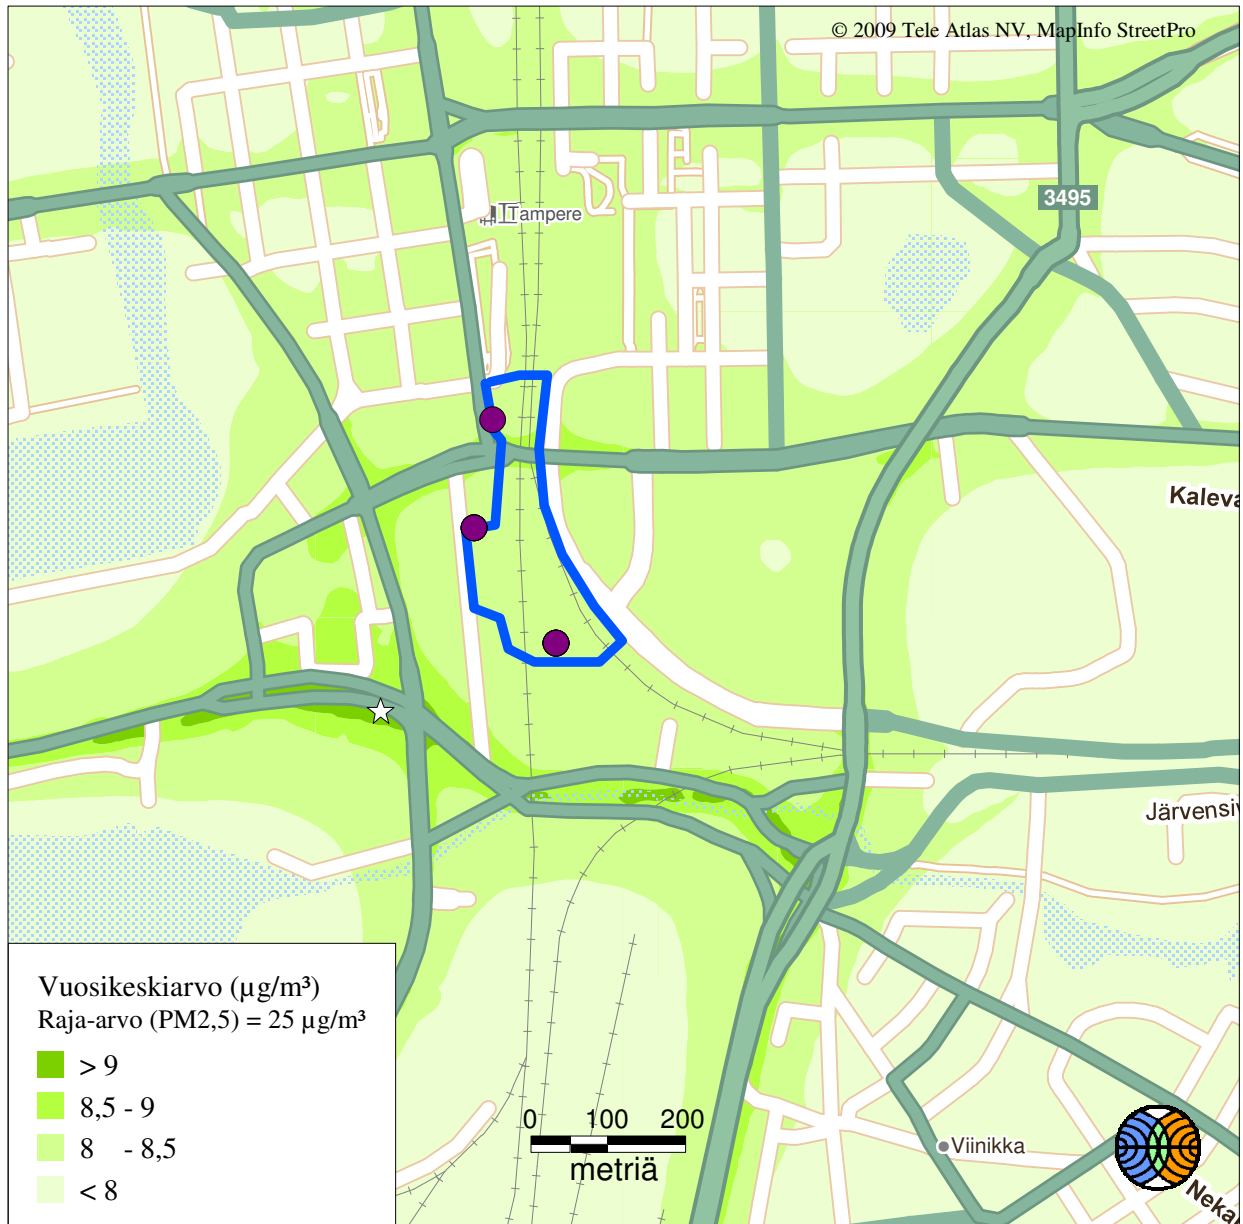 © 2009 Tele Atlas NV, MapInfo StreetPro
3495
Tampere
Kaleva
Järvensiv
Vuosikeskiarvo (µg/m³)
Raja-arvo (PM2,5) = 25 µg/m³
> 9
8,5 - 9
8 - 8,5
< 8
0 100 200
metriä
Viinikka
Neka